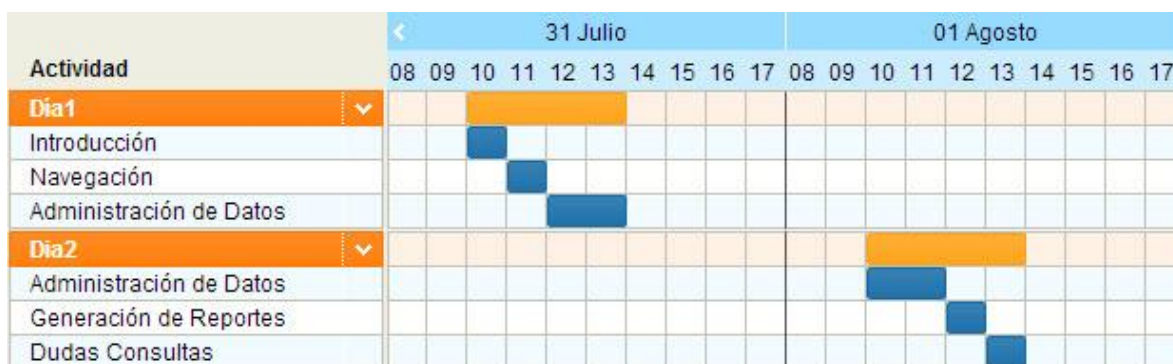 31 Julio 01 Agosto
Actividad 08 09 10 11 12 13 14 15 16 17 08 09 10 11 12 13 14 15 16 17
Día1
Introducción
Navegación
Administración de Datos
Dia2
Administración de Datos
Generación de Reportes
Dudas Consultas